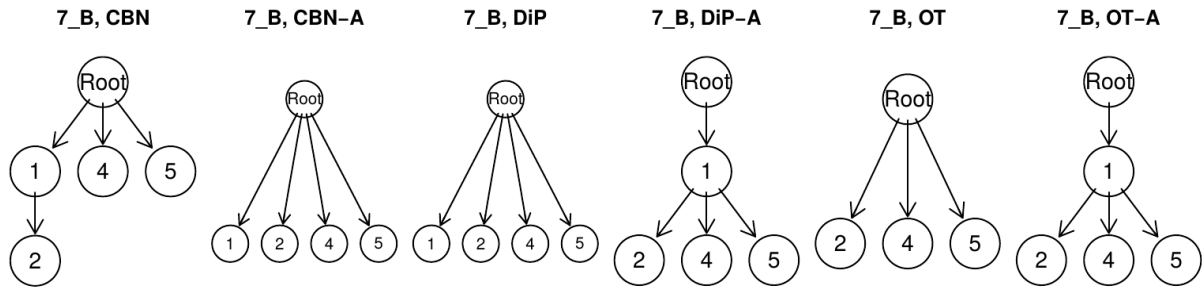 7_B, CBN 7_B, CBN−A 7_B, DiP 7_B, DiP−A 7_B, OT 7_B, OT−A
Root Root Root
Root Root Root
1 4 5 1 1
1 2 4 5 1 2 4 5 2 4 5
2 2 4 5 2 4 5